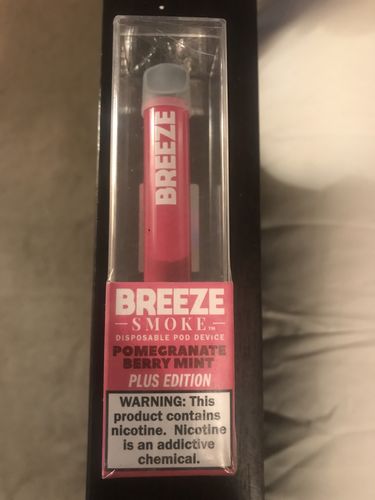 BREEZE
BREEZE
SMOKE™
DISPOSABLE POD DEVICE
POMEGRANATE
BERRY MINT
PLUS EDITION
WARNING: This
product contains
nicotine. Nicotine
is an addictive
chemical.